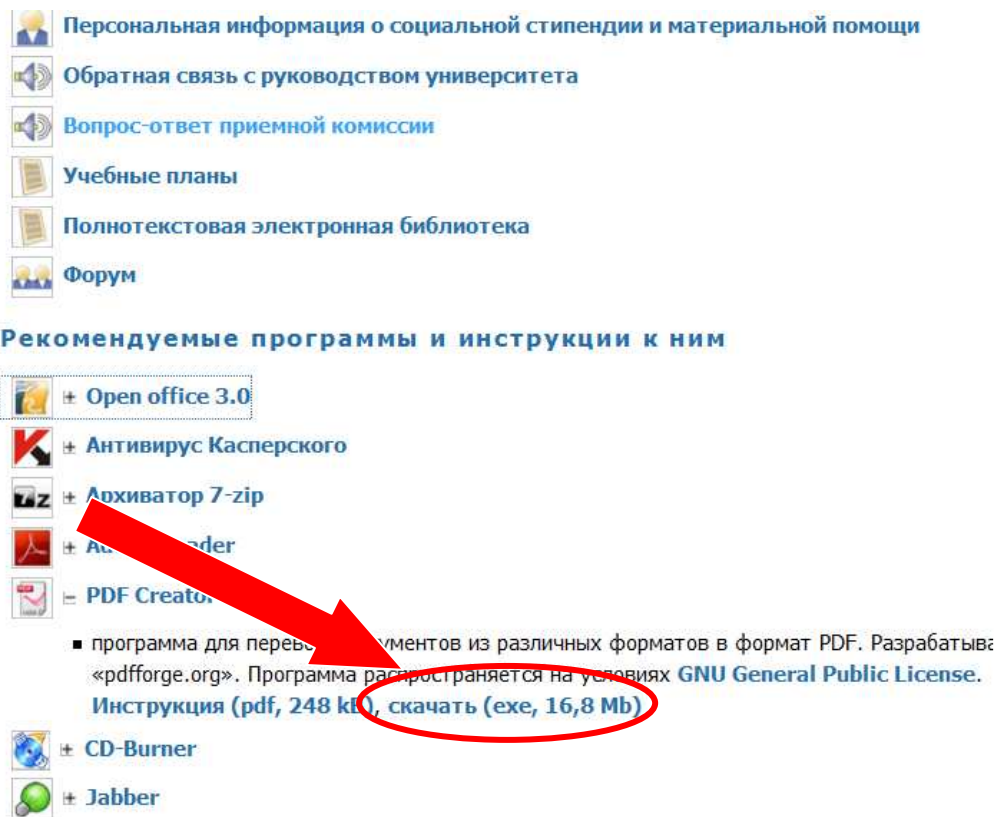 Персональная информация о социальной стипендии и материальной помощи
Обратная связь с руководством университета
Вопрос-ответ приемной комиссии
Учебные планы
Полнотекстовая электронная библиотека
Форум
Рекомендуемые программы и инструкции к ним
Open office 3.0
Антивирус Касперского
Архиватор 7-zip
PDF Creator
программа для документов из различных форматов в формат PDF.
«pdfforge.org». Программа распространяется на условиях GNU General Public License.
Инструкция (pdf, 248 kB), скачать (exe, 16,8 Mb)
CD-Burner
Jabber